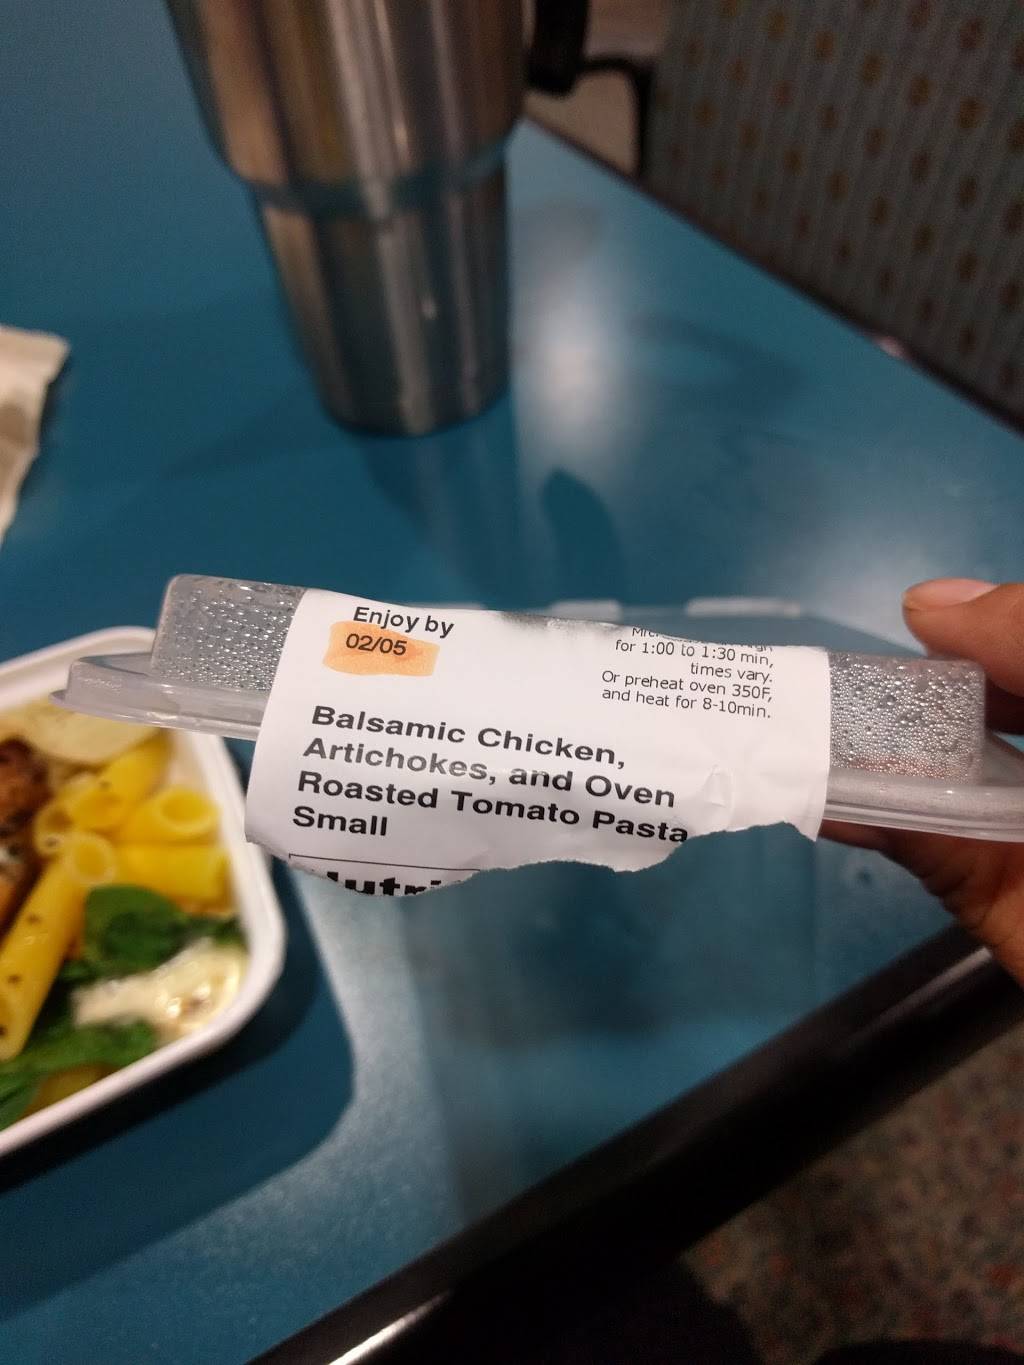 Enjoy by
02/05
for 1:00 to 1:30 min,
times vary.
Or preheat oven 350F,
and heat for 8-10min.
Balsamic Chicken,
Artichokes, and Oven
Roasted Tomato Pasta
Small